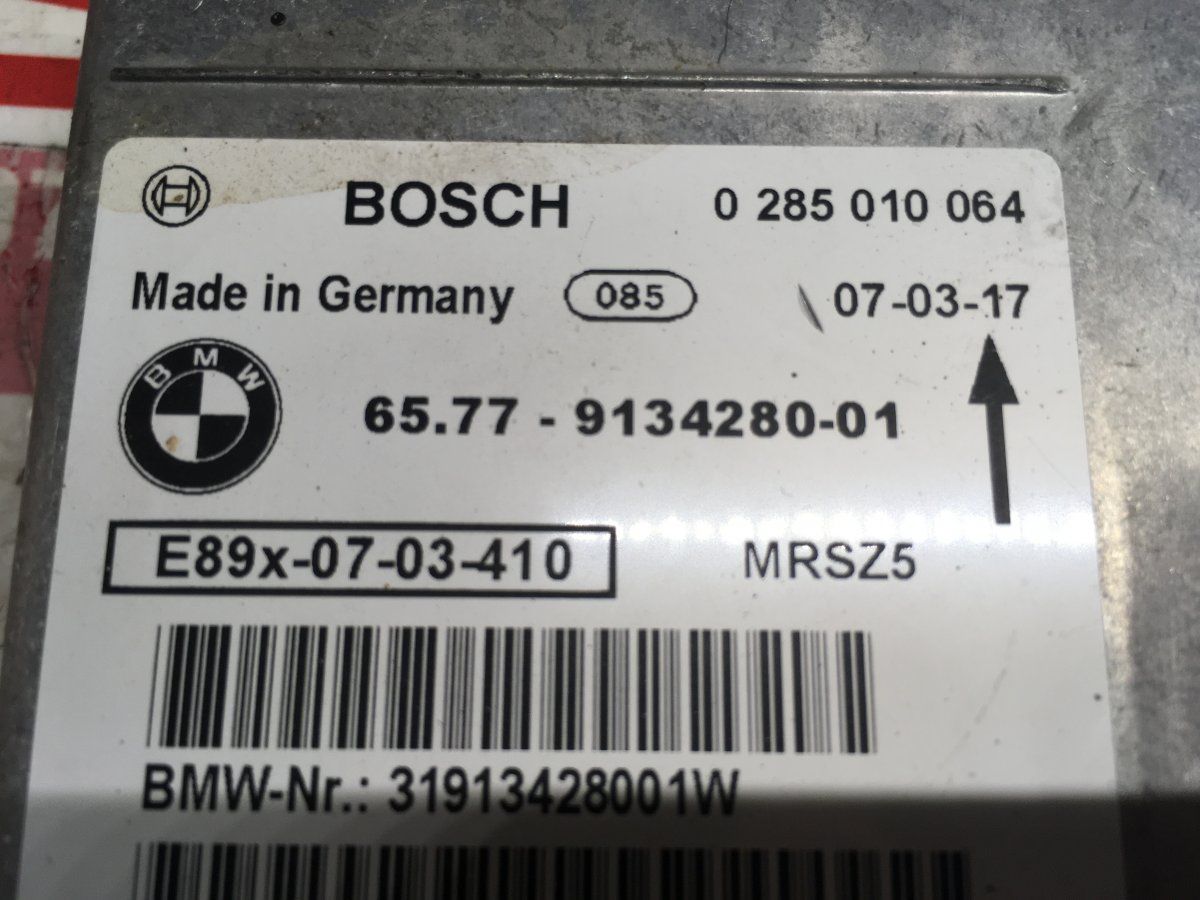 BOSCH 0 285 010 064
Made in Germany 085 07-03-17
BMW
65.77 - 9134280-01
E89x-07-03-410 MRSZ5
BMW-Nr.: 31913428001W